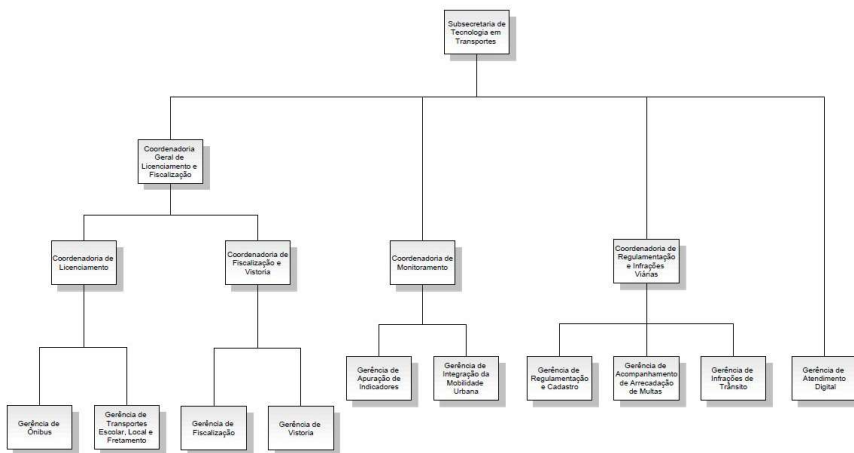 Subsecretaria de
Tecnologia em
Transportes
Coordenadoria
Geral de
Licenciamento e
Fiscalização
Coordenadoria de
Licenciamento
Coordenadoria de
Fiscalização e
Vistoria
Coordenadoria de
Monitoramento
Coordenadoria de
Regulamentação
e Infrações
Viárias
Gerência de
Apuração de
Indicadores
Gerência de
Integração da
Mobilidade
Urbana
Gerência de
Regulamentação
e Cadastro
Gerência de
Acompanhamento
de Arrecadação
de Multas
Gerência de
Infrações de
Trânsito
Gerência de
Atendimento
Digital
Gerência de
Ônibus
Gerência de
Transportes
Escolar, Local e
Fretamento
Gerência de
Fiscalização
Gerência de
Vistoria